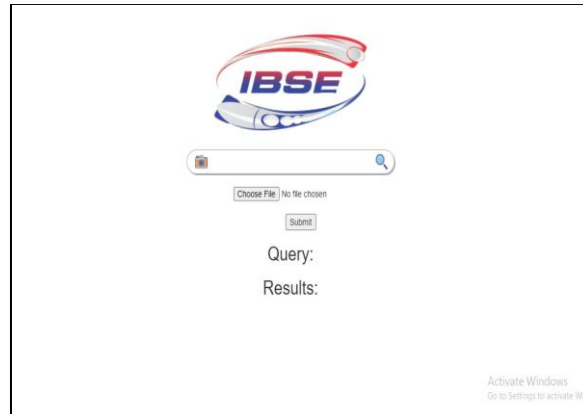 IBSE
Choose File No file chosen
Submit
Query:
Results:
Activate Windows
Go to Settings to activate W